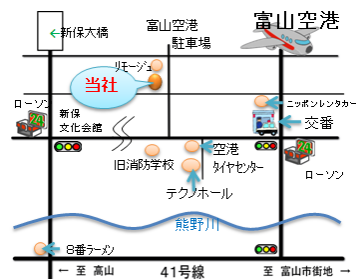 富山空港
富山空港
駐車場
←新保大橋
リモージュ
当社
ニッポンレンタカー
交番
ローソン
24
新保
文化会館
旧消防学校
空港
タイヤセンター
テクノホール
24
ローソン
熊野川
8番ラーメン
← 至 高山
41号線
至 富山市街地 →